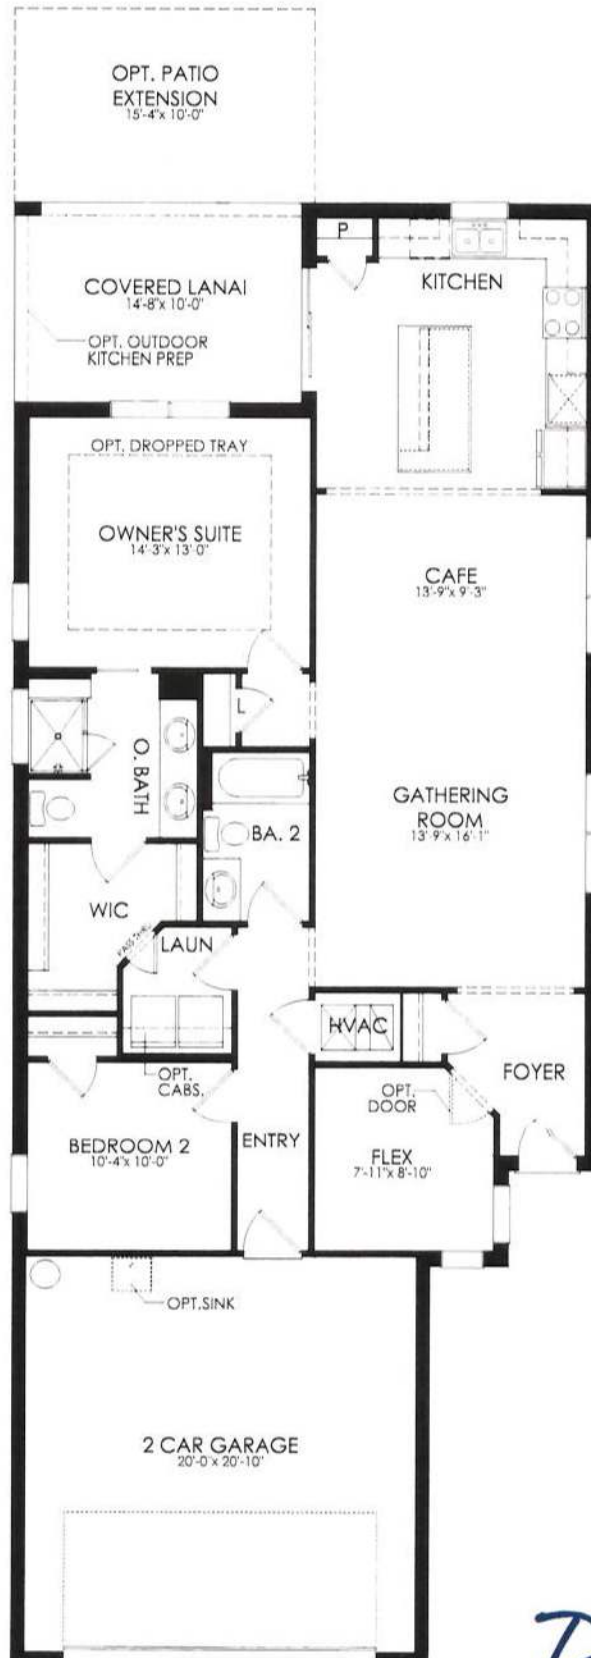 OPT. PATIO
EXTENSION
15'-4"x 10'-0"
P
KITCHEN
COVERED LANAI
14'-8"x 10'-0"
OPT. OUTDOOR
KITCHEN PREP
OPT. DROPPED TRAY
OWNER'S SUITE
14'-3"x 13'-0"
CAFE
13'-9"x 9'-3"
L
O. BATH
GATHERING
ROOM
13'-9"x 16'-1"
BA. 2
WIC
PASS THRU
LAUN
HVAC
FOYER
OPT.
CABS.
OPT.
DOOR
BEDROOM 2
10'-4"x 10'-0"
ENTRY
FLEX
7'-11"x 8'-10"
OPT.SINK
2 CAR GARAGE
20'-0"x 20'-10"